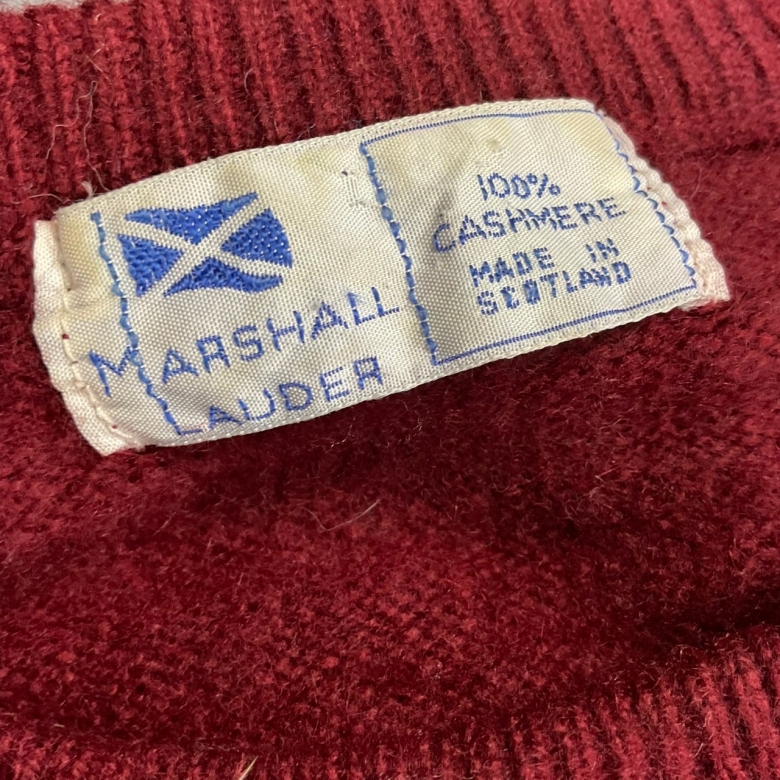 MARSHALL
LAUDER
100%
CASHMERE
MADE IN
SCOTLAND